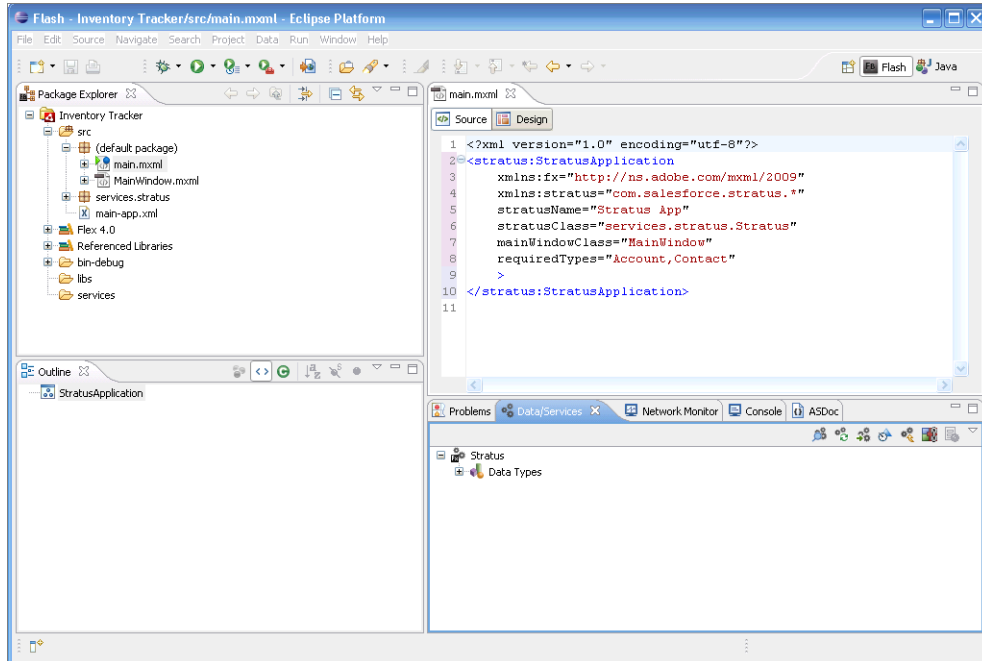 Flash - Inventory Tracker/src/main.mxml - Eclipse Platform
File Edit Source Navigate Search Project Data Run Window Help
Flash Java
Package Explorer
Inventory Tracker
src
(default package)
main.mxml
MainWindow.mxml
services.stratus
main-app.xml
Flex 4.0
Referenced Libraries
bin-debug
libs
services
Outline
StratusApplication
main.mxml
Source Design
1 <?xml version="1.0" encoding="utf-8"?>
2 <stratus:StratusApplication
3 xmlns:fx="http://ns.adobe.com/mxml/2009"
4 xmlns:stratus="com.salesforce.stratus.*"
5 stratusName="Stratus App"
6 stratusClass="services.stratus.Stratus"
7 mainWindowClass="MainWindow"
8 requiredTypes="Account,Contact"
9 >
10 </stratus:StratusApplication>
11
Problems Data/Services Network Monitor Console ASDoc
Stratus
Data Types